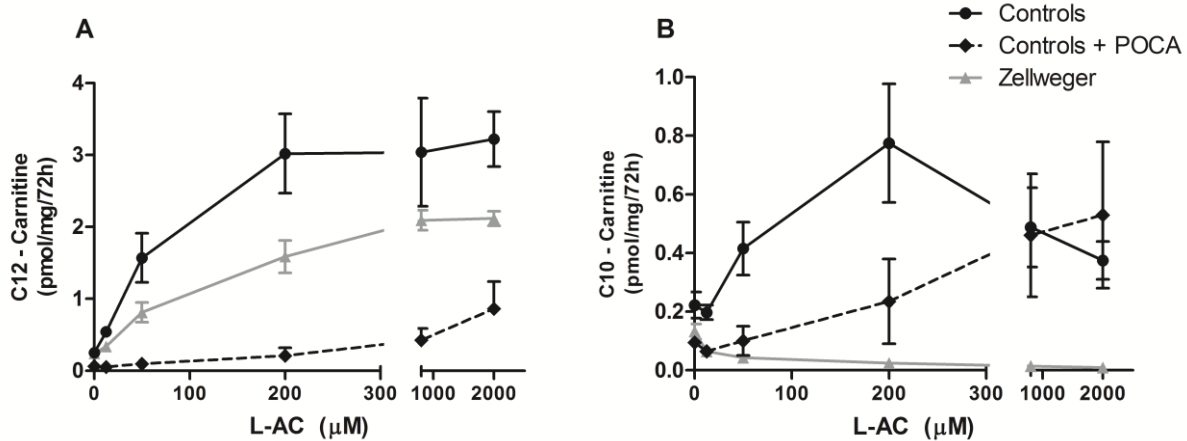 A
C12 - Carnitine
(pmol/mg/72h)
4
3
2
1
0
0
100
200
300
1000
2000
L-AC (μM)
B
Controls
Controls + POCA
Zellweger
C10 - Carnitine
(pmol/mg/72h)
1.0
0.8
0.6
0.4
0.2
0.0
0
100
200
300
1000
2000
L-AC (μM)